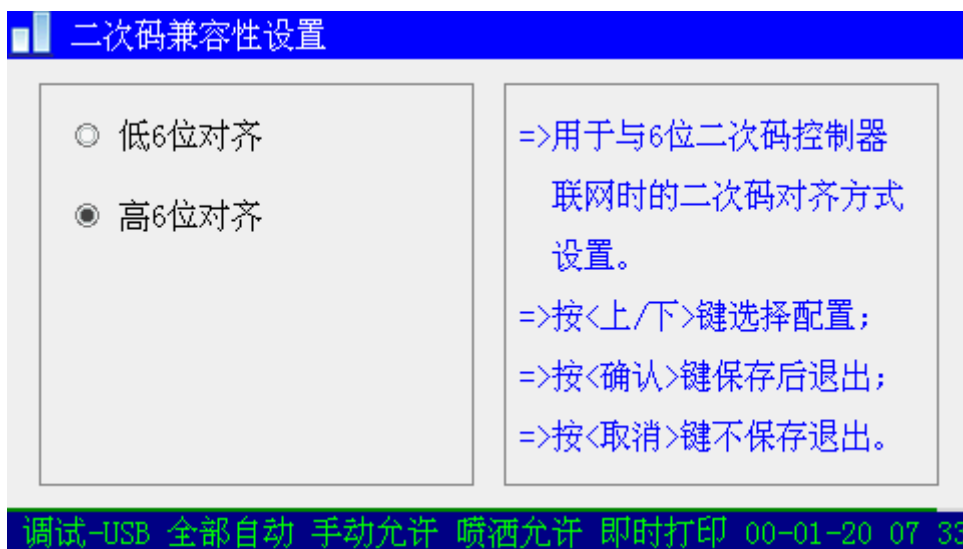 二次码兼容性设置
低6位对齐
高6位对齐
=>用于与6位二次码控制器
联网时的二次码对齐方式
设置。
=>按<上/下>键选择配置；
=>按<确认>键保存后退出；
=>按<取消>键不保存退出。
调试-USB 全部自动 手动允许 喷洒允许 即时打印 00-01-20 07 33